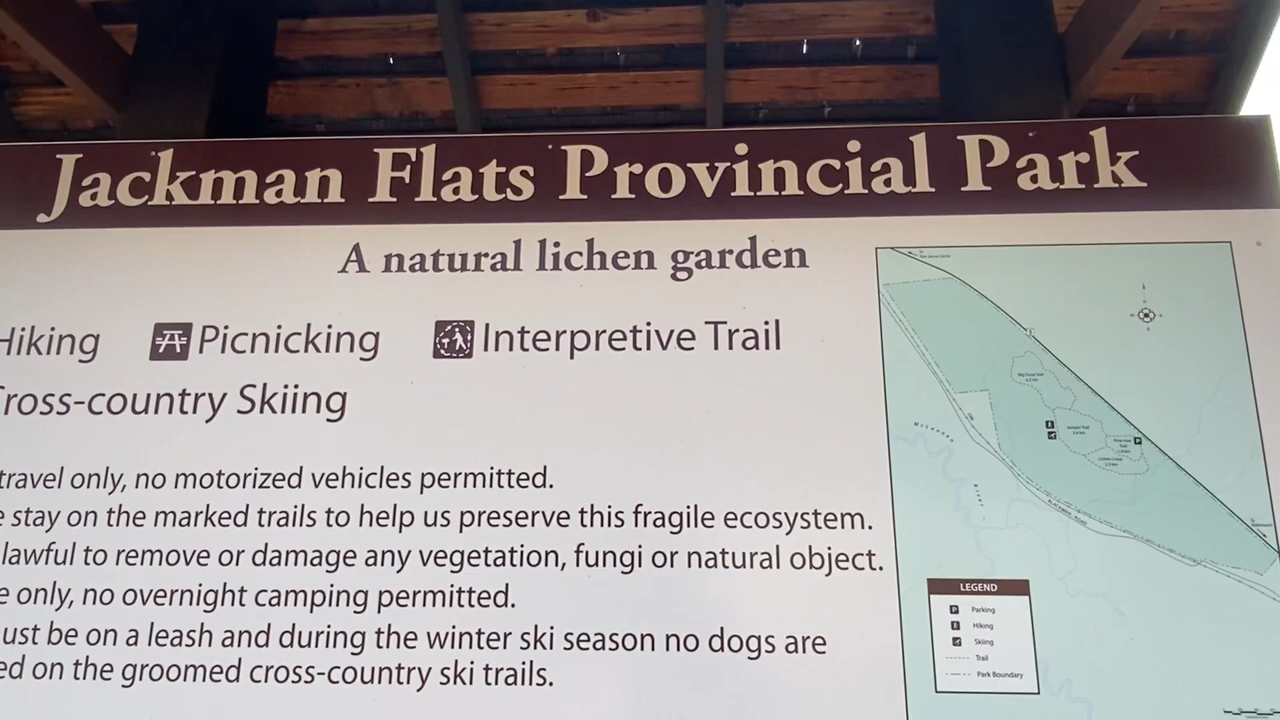 Jackman Flats Provincial Park
A natural lichen garden
Hiking Picnicking Interpretive Trail
Cross-country Skiing
travel only, no motorized vehicles permitted.
stay on the marked trails to help us preserve this fragile ecosystem.
lawful to remove or damage any vegetation, fungi or natural object.
only, no overnight camping permitted.
ust be on a leash and during the winter ski season no dogs are
ed on the groomed cross-country ski trails.
McLennan
River
LEGEND
P Parking
Hiking
Skiing
Trail
Park Boundary